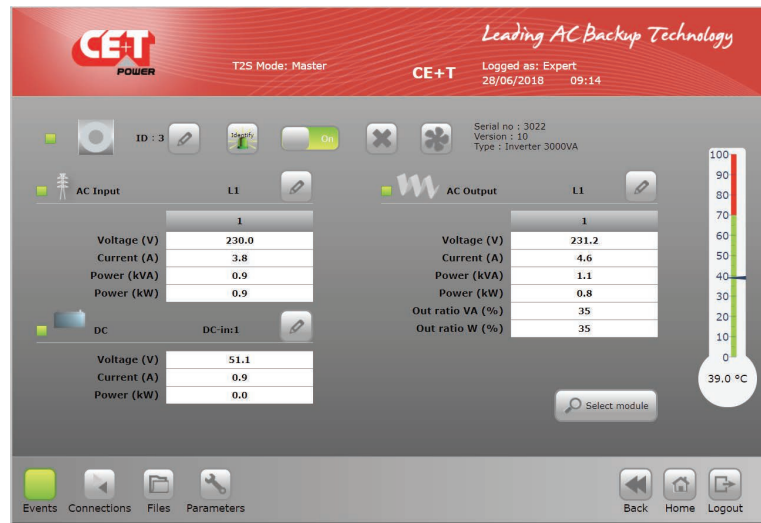 CE+T
POWER
Leading AC Backup Technology
T2S Mode: Master
CE+T
Logged as: Expert
28/06/2018 09:14
ID : 3
Identify
On
Serial no : 3022
Version : 10
Type : Inverter 3000VA
AC Input L1
1
Voltage (V) 230.0
Current (A) 3.8
Power (kVA) 0.9
Power (kW) 0.9
DC DC-in:1
Voltage (V) 51.1
Current (A) 0.9
Power (kW) 0.0
AC Output L1
1
Voltage (V) 231.2
Current (A) 4.6
Power (KVA) 1.1
Power (kW) 0.8
Out ratio VA (%) 35
Out ratio W (%) 35
Select module
100
90
80
70
60
50
40
30
20
10
0
39.0 °C
Events Connections Files Parameters
Back Home Logout